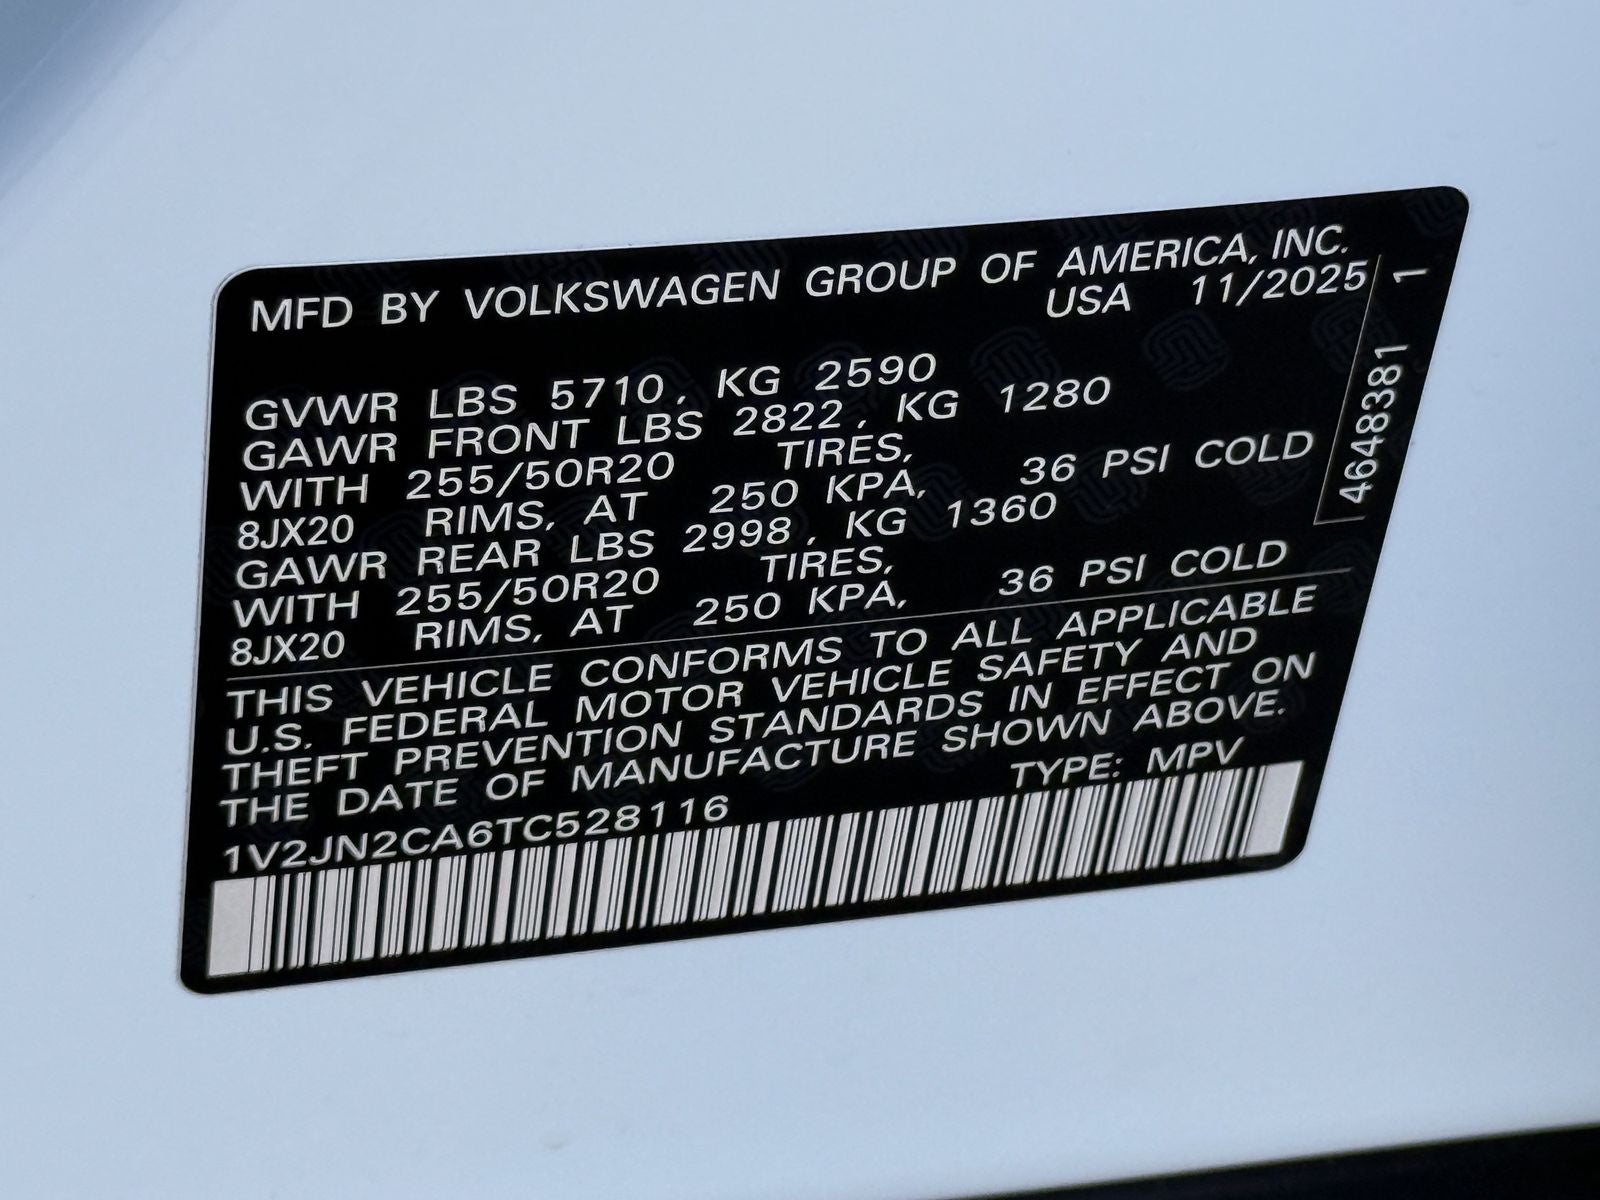 MFD BY VOLKSWAGEN GROUP OF AMERICA, INC.
USA 11/2025
GVWR LBS 5710, KG 2590
GAWR FRONT LBS 2822, KG 1280
WITH 255/50R20 TIRES,
8JX20 RIMS, AT 250 KPA, 36 PSI COLD
GAWR REAR LBS 2998, KG 1360
WITH 255/50R20 TIRES,
8JX20 RIMS, AT 250 KPA, 36 PSI COLD
THIS VEHICLE CONFORMS TO ALL APPLICABLE
U.S. FEDERAL MOTOR VEHICLE SAFETY AND
THEFT PREVENTION STANDARDS IN EFFECT ON
THE DATE OF MANUFACTURE SHOWN ABOVE.
1V2JN2CA6TC528116 TYPE: MPV
4648381 1